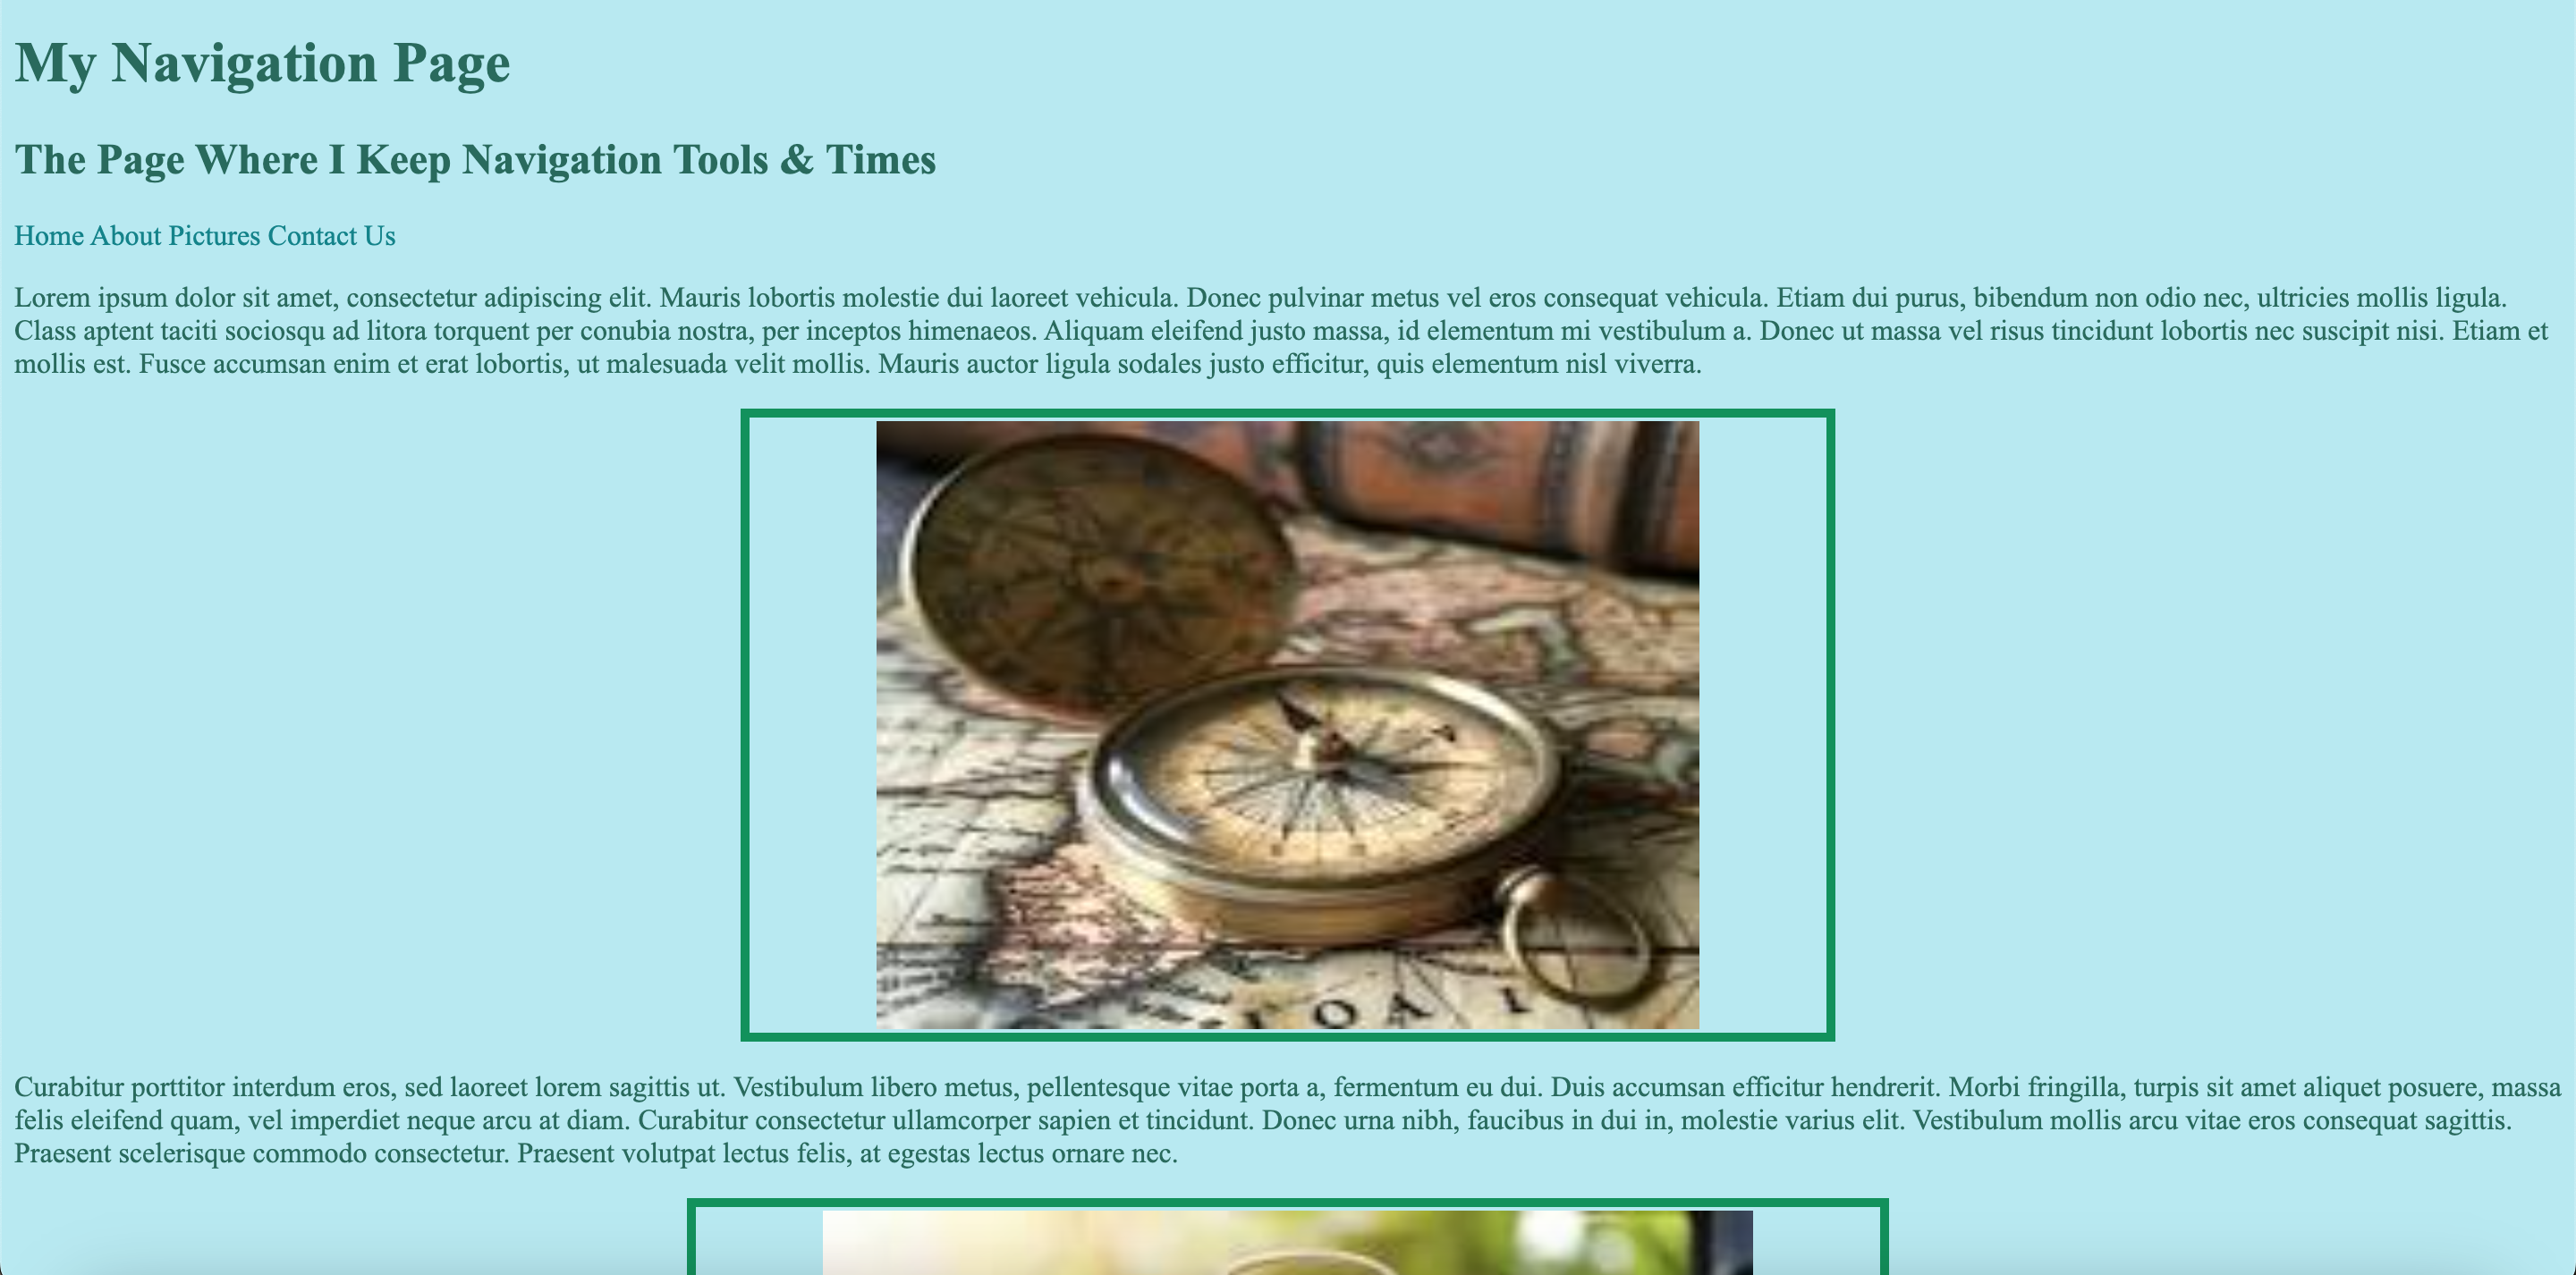 My Navigation Page
The Page Where I Keep Navigation Tools & Times
Home About Pictures Contact Us
Lorem ipsum dolor sit amet, consectetur adipiscing elit. Mauris lobortis molestie dui laoreet vehicula. Donec pulvinar metus vel eros consequat vehicula. Etiam dui purus, bibendum non odio nec, ultricies mollis ligula.
Class aptent taciti sociosqu ad litora torquent per conubia nostra, per inceptos himenaeos. Aliquam eleifend justo massa, id elementum mi vestibulum a. Donec ut massa vel risus tincidunt lobortis nec suscipit nisi. Etiam et
mollis est. Fusce accumsan enim et erat lobortis, ut malesuada velit mollis. Mauris auctor ligula sodales justo efficitur, quis elementum nisl viverra.
Curabitur porttitor interdum eros, sed laoreet lorem sagittis ut. Vestibulum libero metus, pellentesque vitae porta a, fermentum eu dui. Duis accumsan efficitur hendrerit. Morbi fringilla, turpis sit amet aliquet posuere, massa
felis eleifend quam, vel imperdiet neque arcu at diam. Curabitur consectetur ullamcorper sapien et tincidunt. Donec urna nibh, faucibus in dui in, molestie varius elit. Vestibulum mollis arcu vitae eros consequat sagittis.
Praesent scelerisque commodo consectetur. Praesent volutpat lectus felis, at egestas lectus ornare nec.